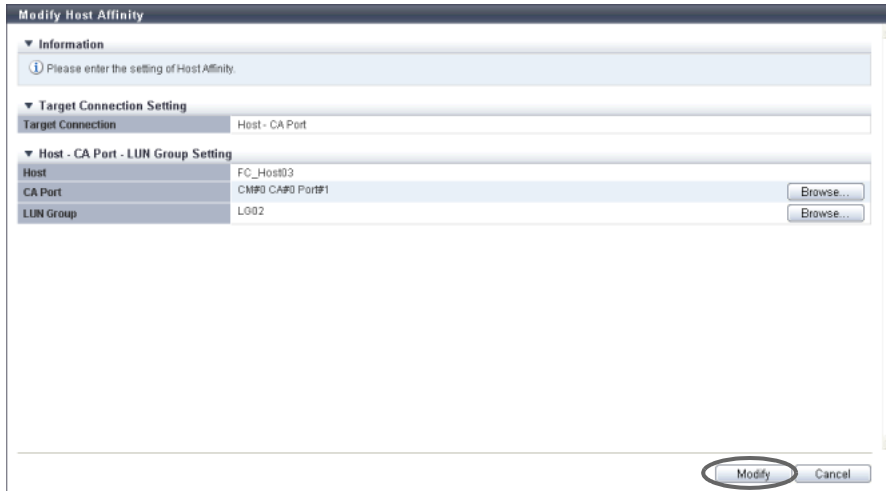 Modify Host Affinity
Information
Please enter the setting of Host Affinity.
Target Connection Setting
Target Connection Host - CA Port
Host - CA Port - LUN Group Setting
Host FC_Host03
CA Port CM#0 CA#0 Port#1 Browse...
LUN Group LG02 Browse...
Modify Cancel